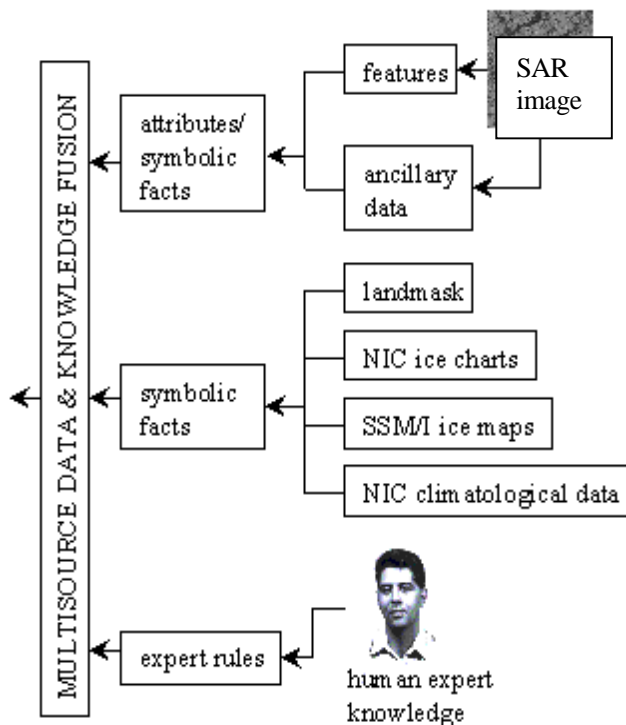 SAR
image
features
attributes/
symbolic
facts
ancillary
data
MULTISOURCE DATA & KNOWLEDGE FUSION
landmask
NIC ice charts
symbolic
facts
SSM/I ice maps
NIC climatological data
expert rules
human expert
knowledge